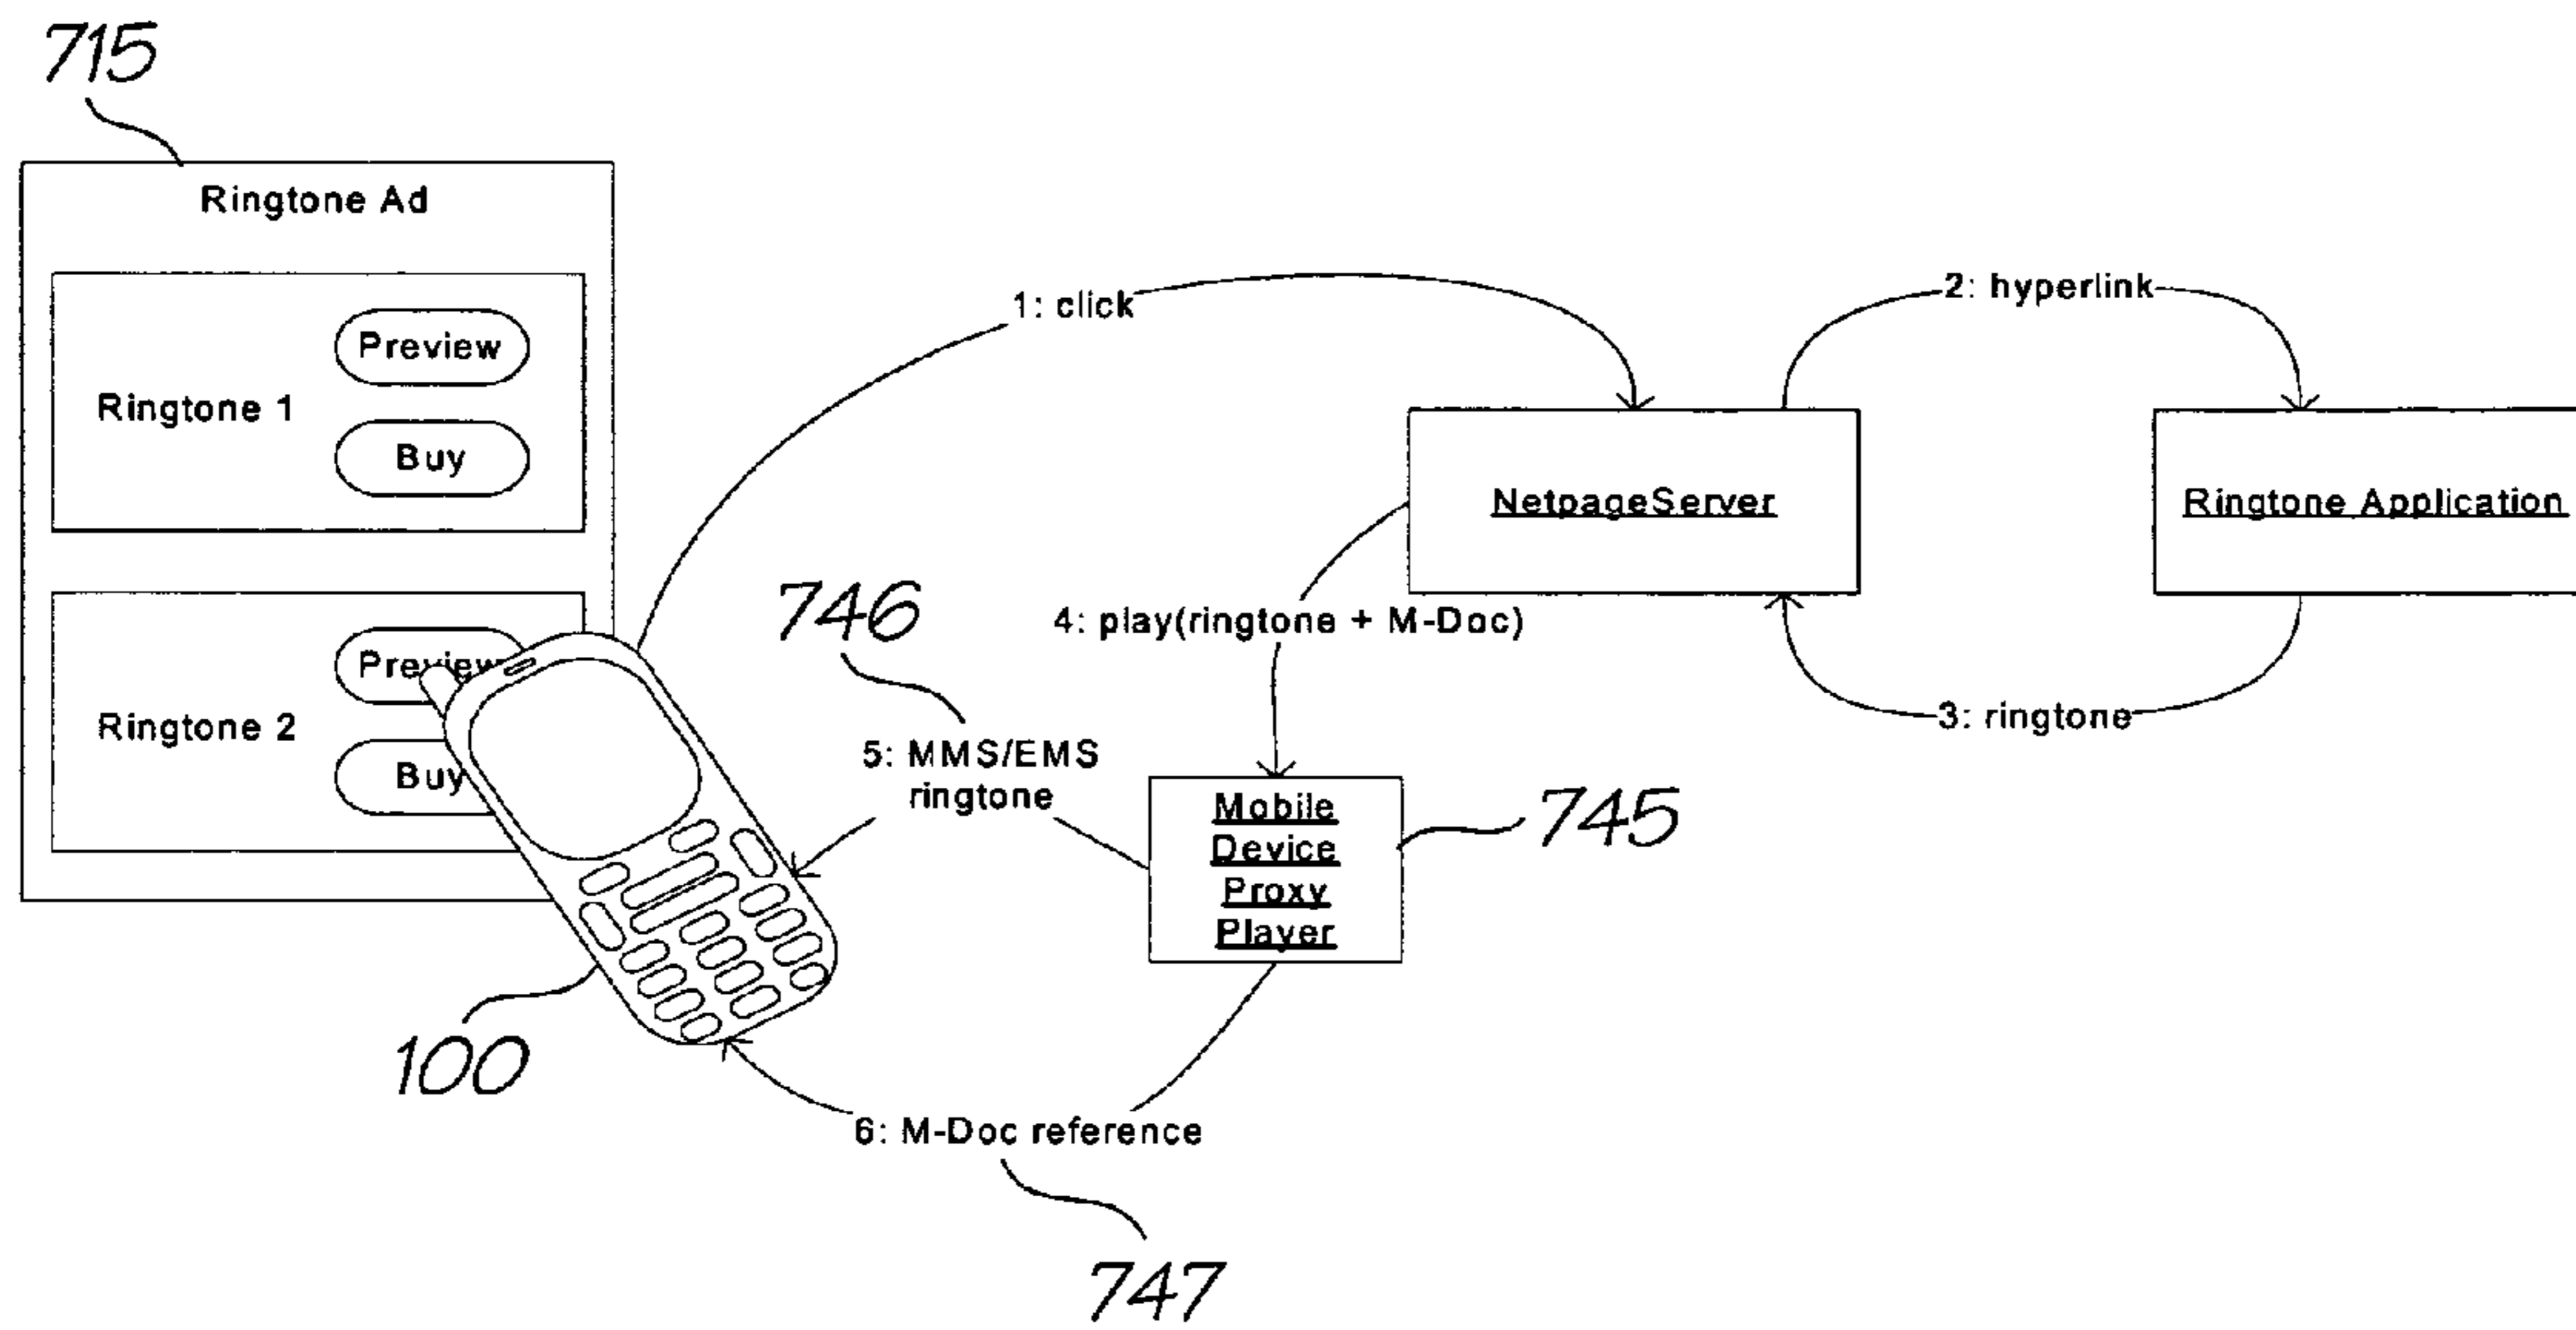 715
Ringtone Ad
Ringtone 1
Preview
Buy
Ringtone 2
Preview
Buy
100
1: click
2: hyperlink
NetpageServer
Ringtone Application
3: ringtone
4: play(ringtone + M-Doc)
746
5: MMS/EMS
ringtone
Mobile
Device
Proxy
Player
745
6: M-Doc reference
747